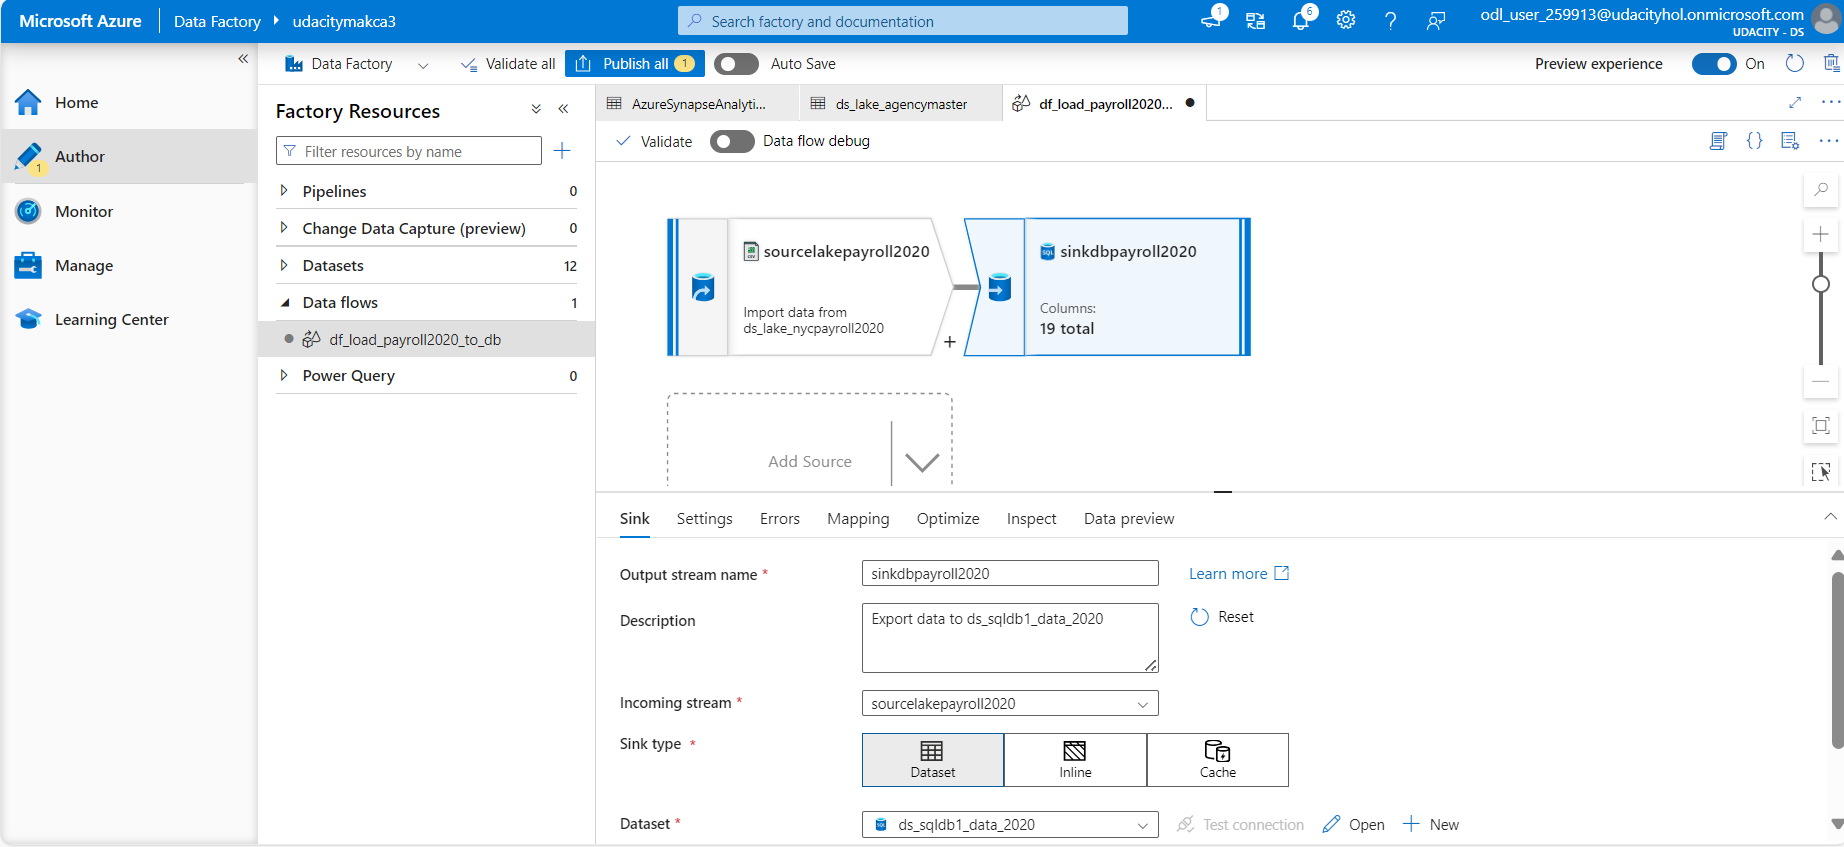 Microsoft Azure
Data Factory
udacitymakca3
Search factory and documentation
1
6
odl_user_259913@udacityhol.onmicrosoft.com
UDACITY - DS
Home
Author
1
Monitor
Manage
Learning Center
Data Factory
Validate all
Publish all
1
Auto Save
Preview experience
On
Factory Resources
Filter resources by name
Pipelines
0
Change Data Capture (preview)
0
Datasets
12
Data flows
1
df_load_payroll2020_to_db
Power Query
0
AzureSynapseAnalyti...
ds_lake_agencymaster
df_load_payroll2020...
Validate
Data flow debug
{}
CSV
sourcelakepayroll2020
Import data from
ds_lake_nycpayroll2020
+
SQL
sinkdbpayroll2020
Columns:
19 total
Add Source
Sink
Settings
Errors
Mapping
Optimize
Inspect
Data preview
Output stream name *
sinkdbpayroll2020
Learn more
Description
Export data to ds_sqldb1_data_2020
Reset
Incoming stream *
sourcelakepayroll2020
Sink type *
Dataset
Inline
Cache
Dataset *
ds_sqldb1_data_2020
Test connection
Open
New